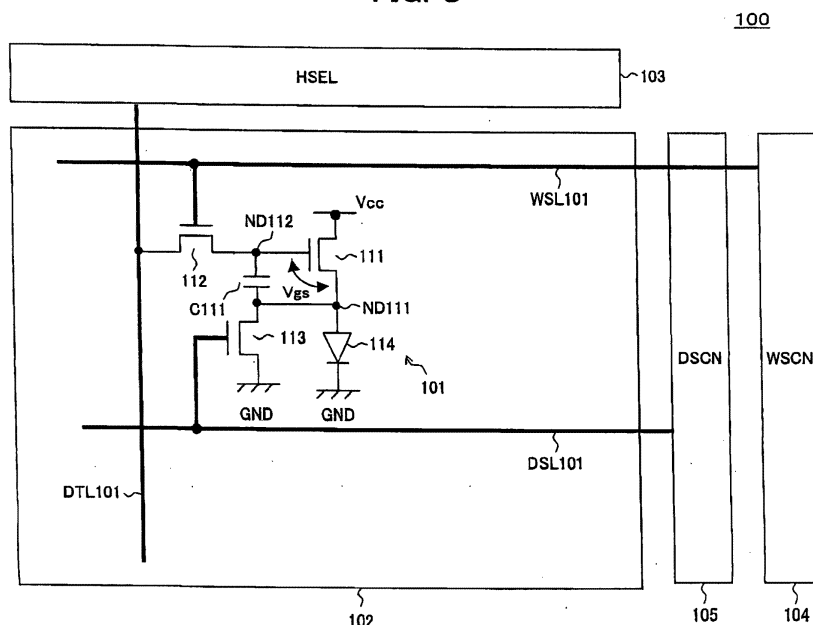 100
HSEL
103
WSL101
Vcc
ND112
111
112
C111
Vgs
ND111
113
114
101
GND
GND
DSCN
WSCN
DSL101
DTL101
102
105
104